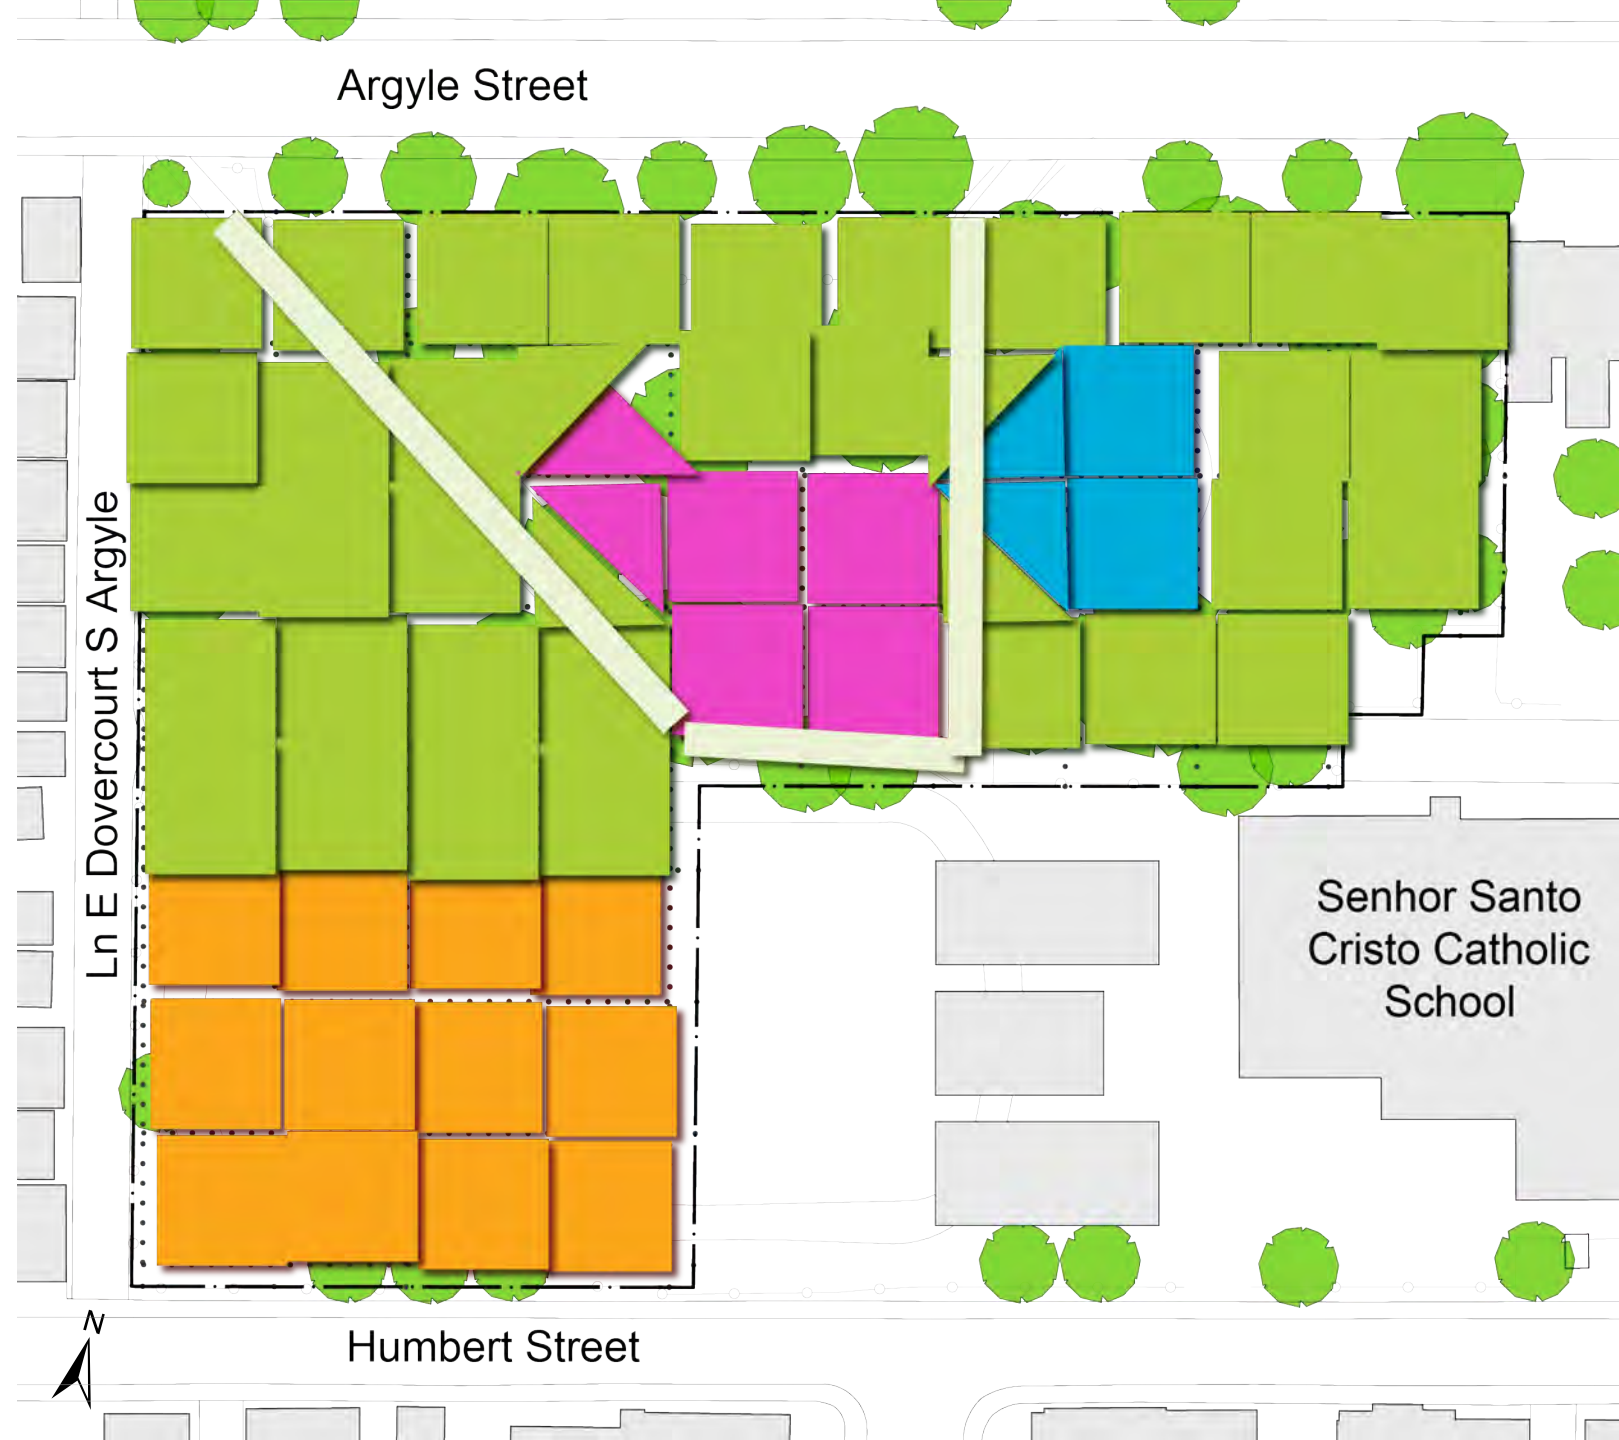 Argyle Street
Ln E Dovercourt S Argyle
Senhor Santo
Cristo Catholic
School
N
Humbert Street